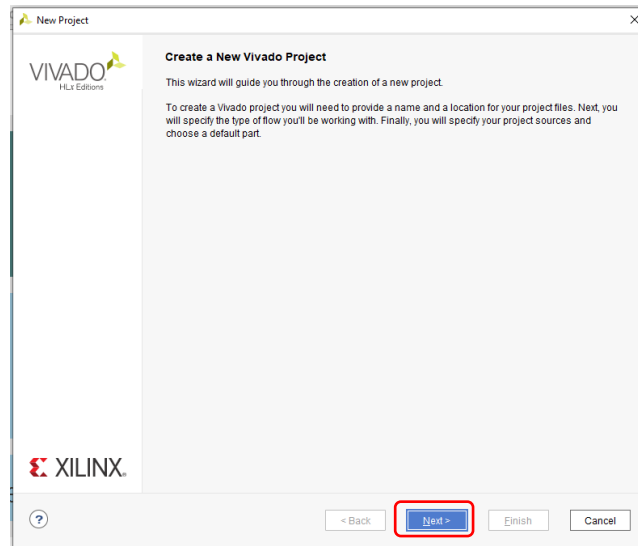 New Project
VIVADO
HLx Editions
Create a New Vivado Project
This wizard will guide you through the creation of a new project.
To create a Vivado project you will need to provide a name and a location for your project files. Next, you
will specify the type of flow you'll be working with. Finally, you will specify your project sources and
choose a default part.
XILINX
?
< Back
Next >
Finish
Cancel